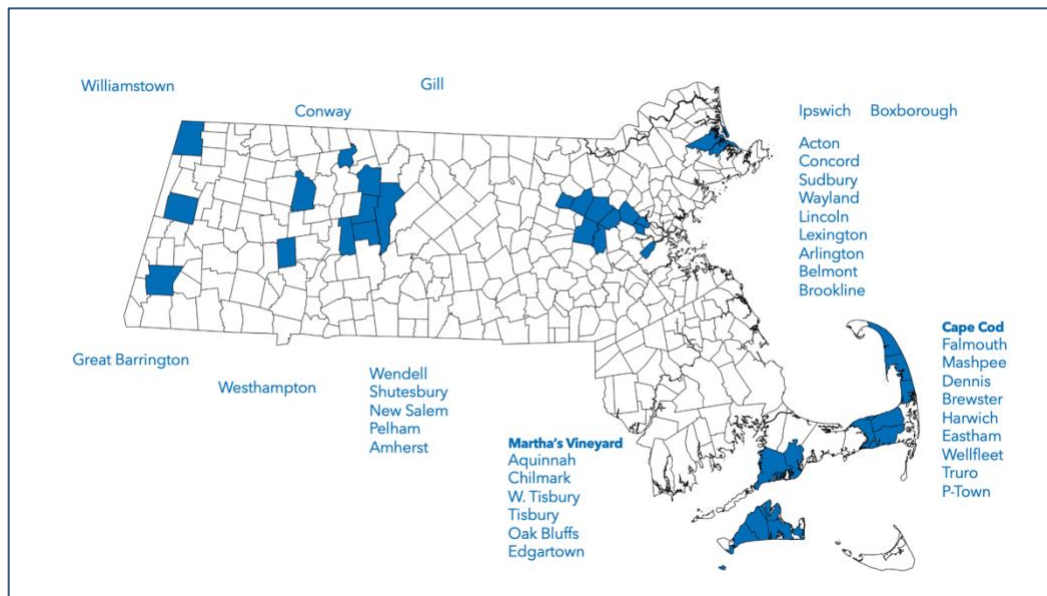 Williamstown
Gill
Conway
Ipswich Boxborough
Acton
Concord
Sudbury
Wayland
Lincoln
Lexington
Arlington
Belmont
Brookline
Great Barrington
Westhampton
Wendell
Shutesbury
New Salem
Pelham
Amherst
Martha's Vineyard
Aquinnah
Chilmark
W. Tisbury
Tisbury
Oak Bluffs
Edgartown
Cape Cod
Falmouth
Mashpee
Dennis
Brewster
Harwich
Eastham
Wellfleet
Truro
P-Town